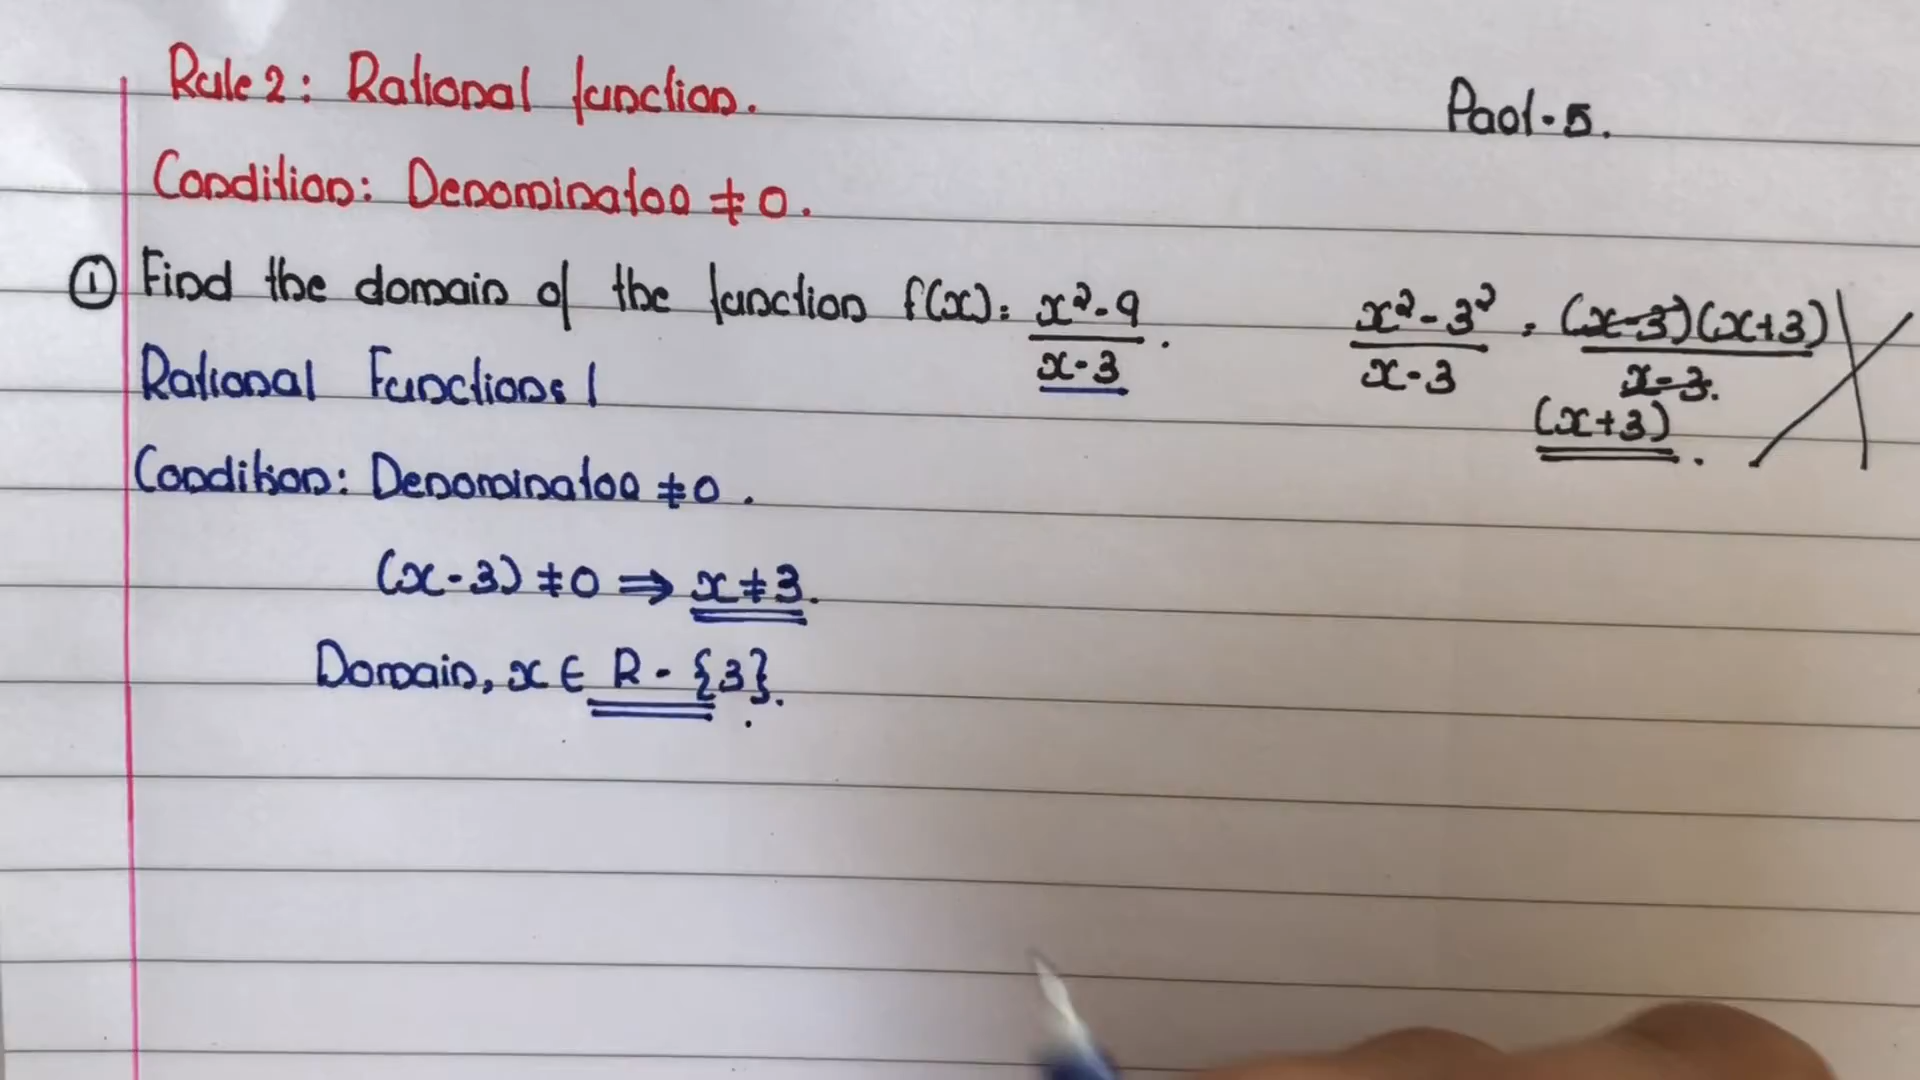 Rule 2: Rational function.
Part-5.
Condition: Denominator ≠ 0.
① Find the domain of the function f(x) = (x² - 9)/(x - 3).
(x² - 3²)/(x - 3) = (x-3)(x+3)/(x-3).
(x+3).
Rational Functions!
Condition: Denominator ≠ 0.
(x - 3) ≠ 0 ⇒ x ≠ 3.
Domain, x ∈ R - {3}.